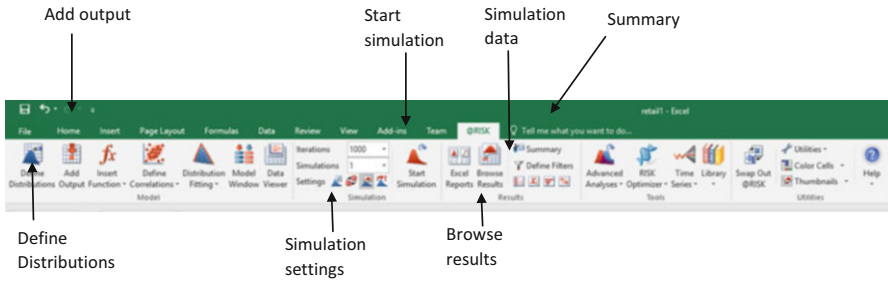 Add output
Start
simulation
Simulation
data
Summary
retail1 - Excel
File Home Insert Page Layout Formulas Data Review View Add-ins Team @RISK Tell me what you want to do...
Define
Distributions
Add
Output
Insert
Function
Define
Correlations
Distribution
Fitting
Model
Window
Data
Viewer
Model
Iterations 1000
Simulations 1
Settings
Start
Simulation
Simulation
Excel
Reports
Browse
Results
Summary
Define Filters
Results
Advanced
Analyses
RISK
Optimizer
Time
Series
Library
Tools
Swap Out
@RISK
Utilities
Color Cells
Thumbnails
Utilities
Help
Define
Distributions
Simulation
settings
Browse
results